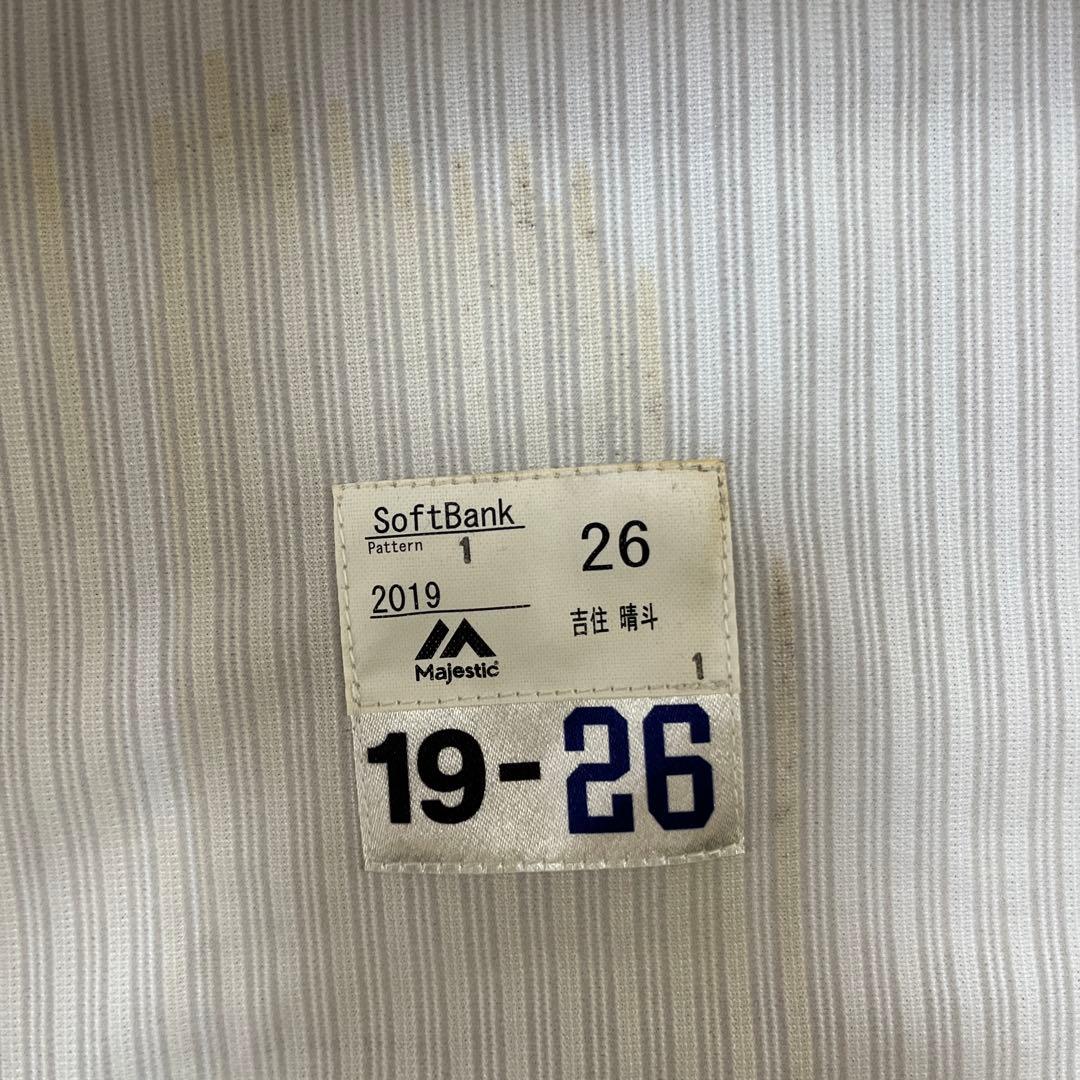 SoftBank
Pattern 1
2019
Majestic
26
吉住 晴斗
1
19-26